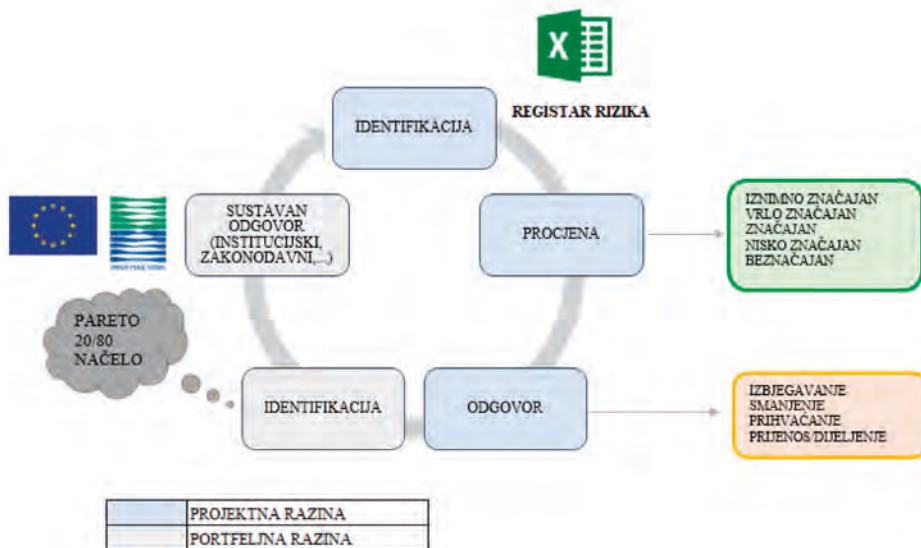 REGISTAR RIZIKA
IDENTIFIKACIJA
SUSTAVAN
ODGOVOR
(INSTITUCIJSKI,
ZAKONODAVNI,...)
PROCJENA
IZNIMNO ZNAČAJAN
VRLO ZNAČAJAN
ZNAČAJAN
NISKO ZNAČAJAN
BEZNAČAJAN
PARETO
20/80
NAČELO
IDENTIFIKACIJA
ODGOVOR
IZBJEGAVANJE
SMANJENJE
PRIHVAĆANJE
PRIJENOS/DIJELJENJE
PROJEKTNA RAZINA
PORTFELJNA RAZINA